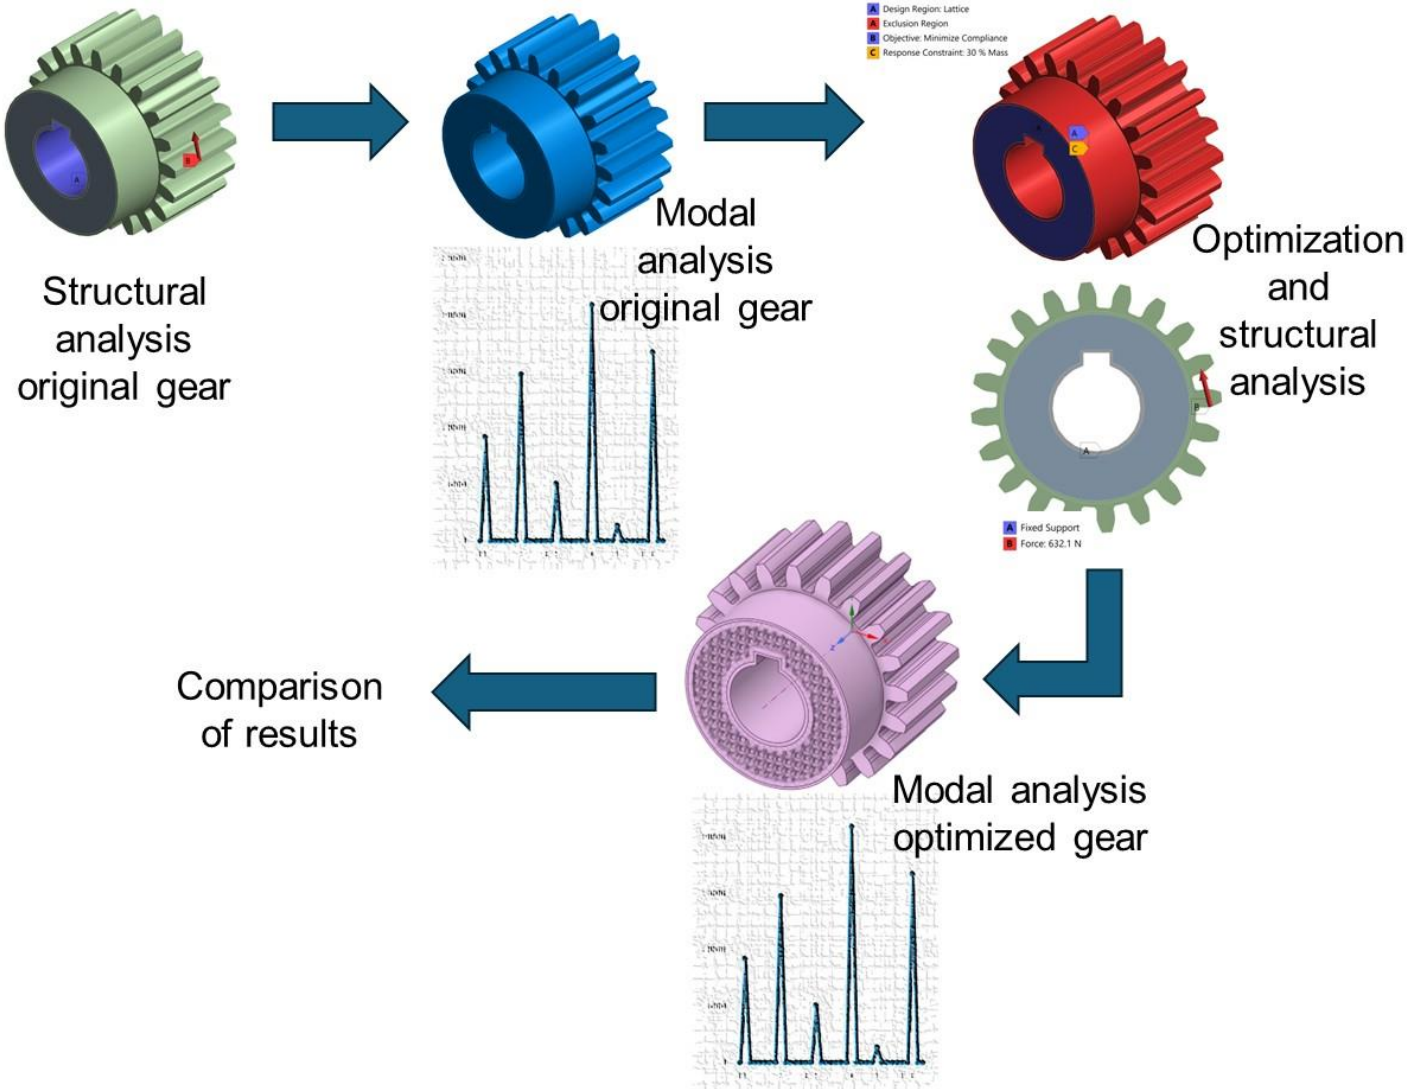 A Design Region: Lattice
A Exclusion Region
B Objective: Minimize Compliance
C Response Constraint: 30 % Mass
B
A
A
C
Structural
analysis
original gear
Modal
analysis
original gear
Optimization
and
structural
analysis
B
A
A Fixed Support
B Force: 632.1 N
Z
Comparison
of results
Modal analysis
optimized gear